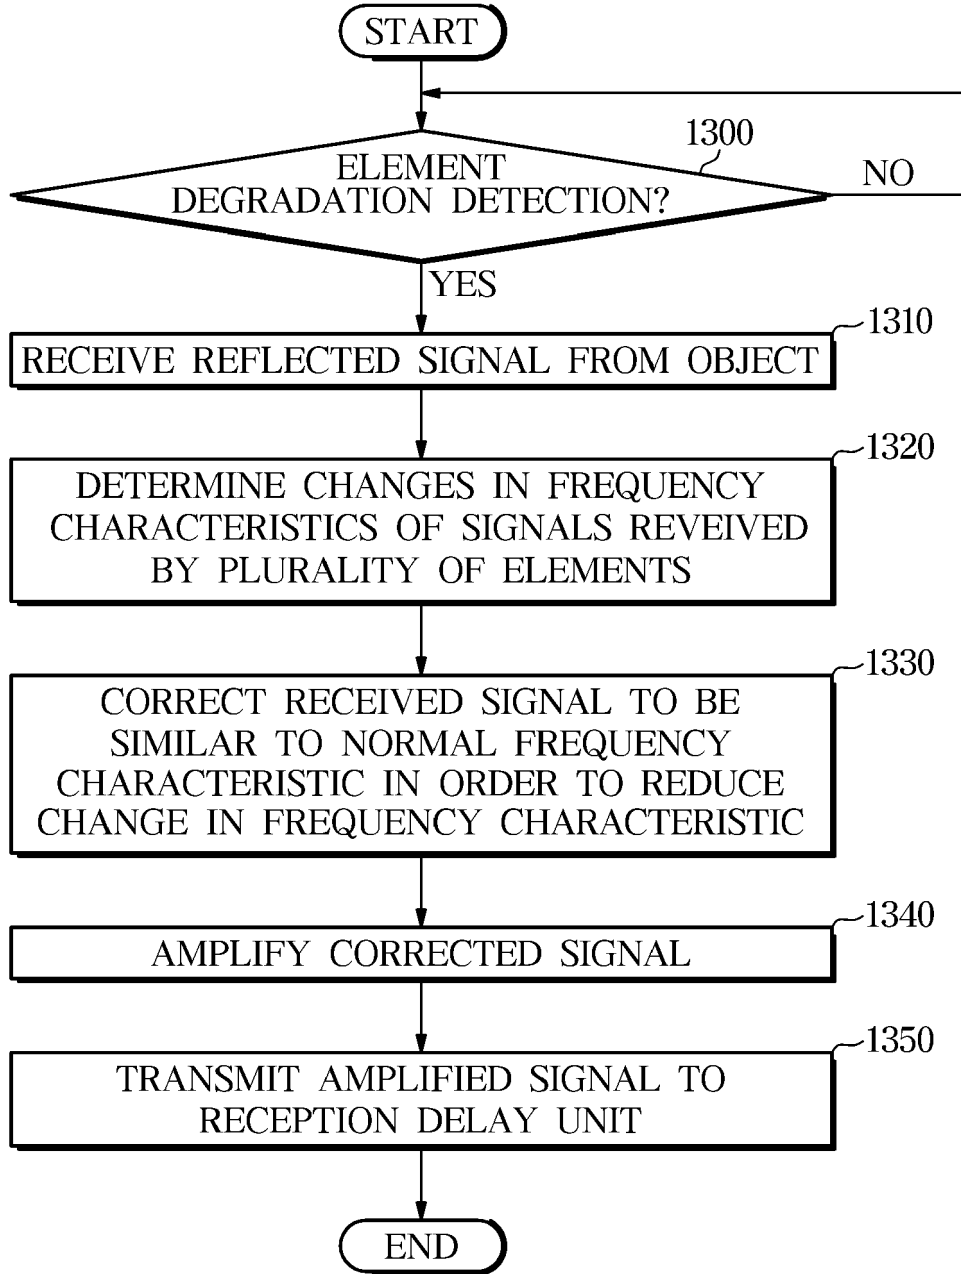 START
1300
ELEMENT
DEGRADATION DETECTION?
NO
YES
1310
RECEIVE REFLECTED SIGNAL FROM OBJECT
1320
DETERMINE CHANGES IN FREQUENCY
CHARACTERISTICS OF SIGNALS REVEIVED
BY PLURALITY OF ELEMENTS
1330
CORRECT RECEIVED SIGNAL TO BE
SIMILAR TO NORMAL FREQUENCY
CHARACTERISTIC IN ORDER TO REDUCE
CHANGE IN FREQUENCY CHARACTERISTIC
1340
AMPLIFY CORRECTED SIGNAL
1350
TRANSMIT AMPLIFIED SIGNAL TO
RECEPTION DELAY UNIT
END